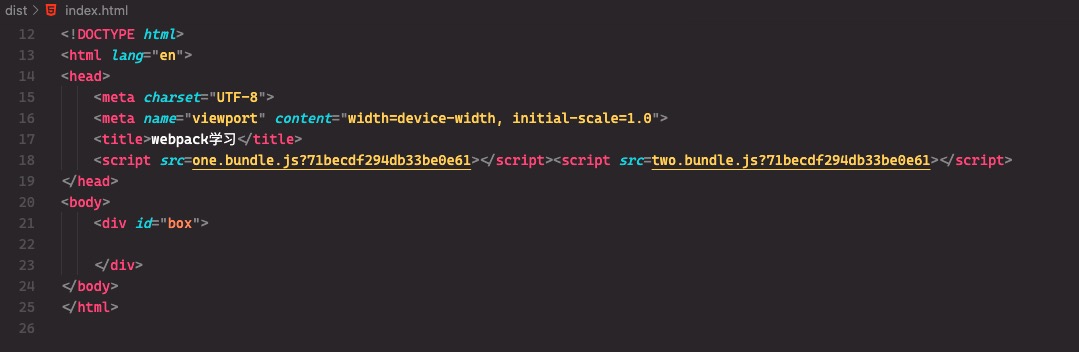 dist > index.html
12 <!DOCTYPE html>
13 <html lang="en">
14 <head>
15     <meta charset="UTF-8">
16     <meta name="viewport" content="width=device-width, initial-scale=1.0">
17     <title>webpack学习</title>
18     <script src=one.bundle.js?71becdf294db33be0e61></script><script src=two.bundle.js?71becdf294db33be0e61></script>
19 </head>
20 <body>
21     <div id="box">
22
23     </div>
24 </body>
25 </html>
26